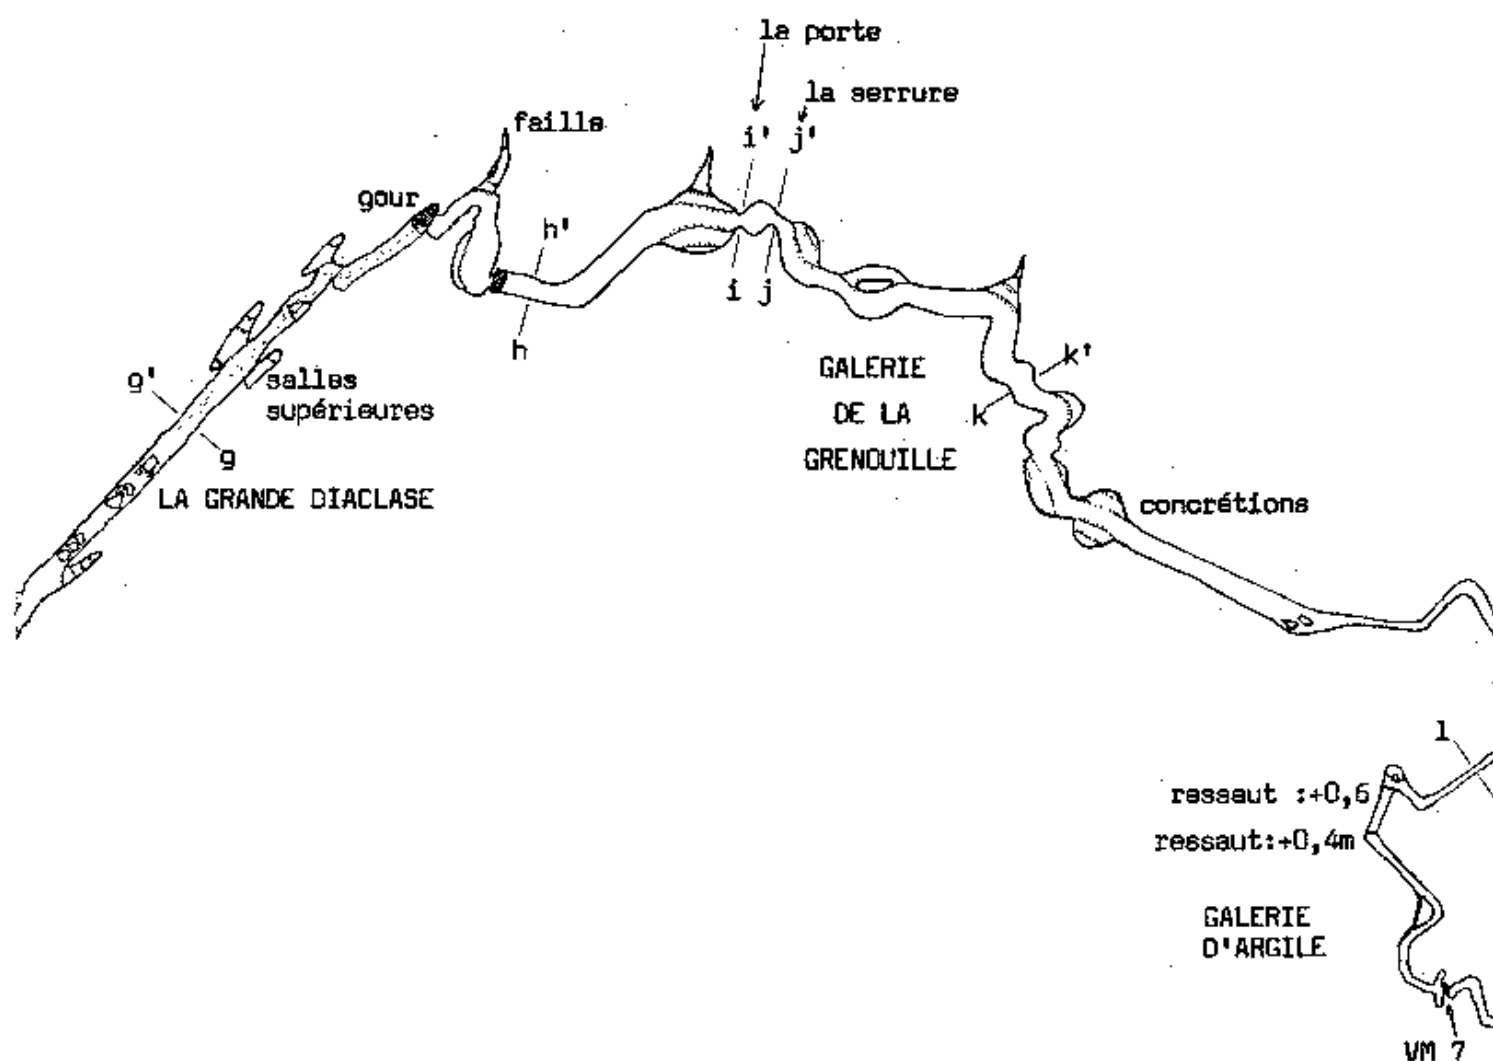 la porte
la serrure
faille
i' j'
gour
h'
i j
h
g'
salles
supérieures
g
LA GRANDE DIACLASE
GALERIE
DE LA
GRENOUILLE
k'
k
concrétions
l
ressaut :+0,6
ressaut:+0,4m
GALERIE
D'ARGILE
VM 7